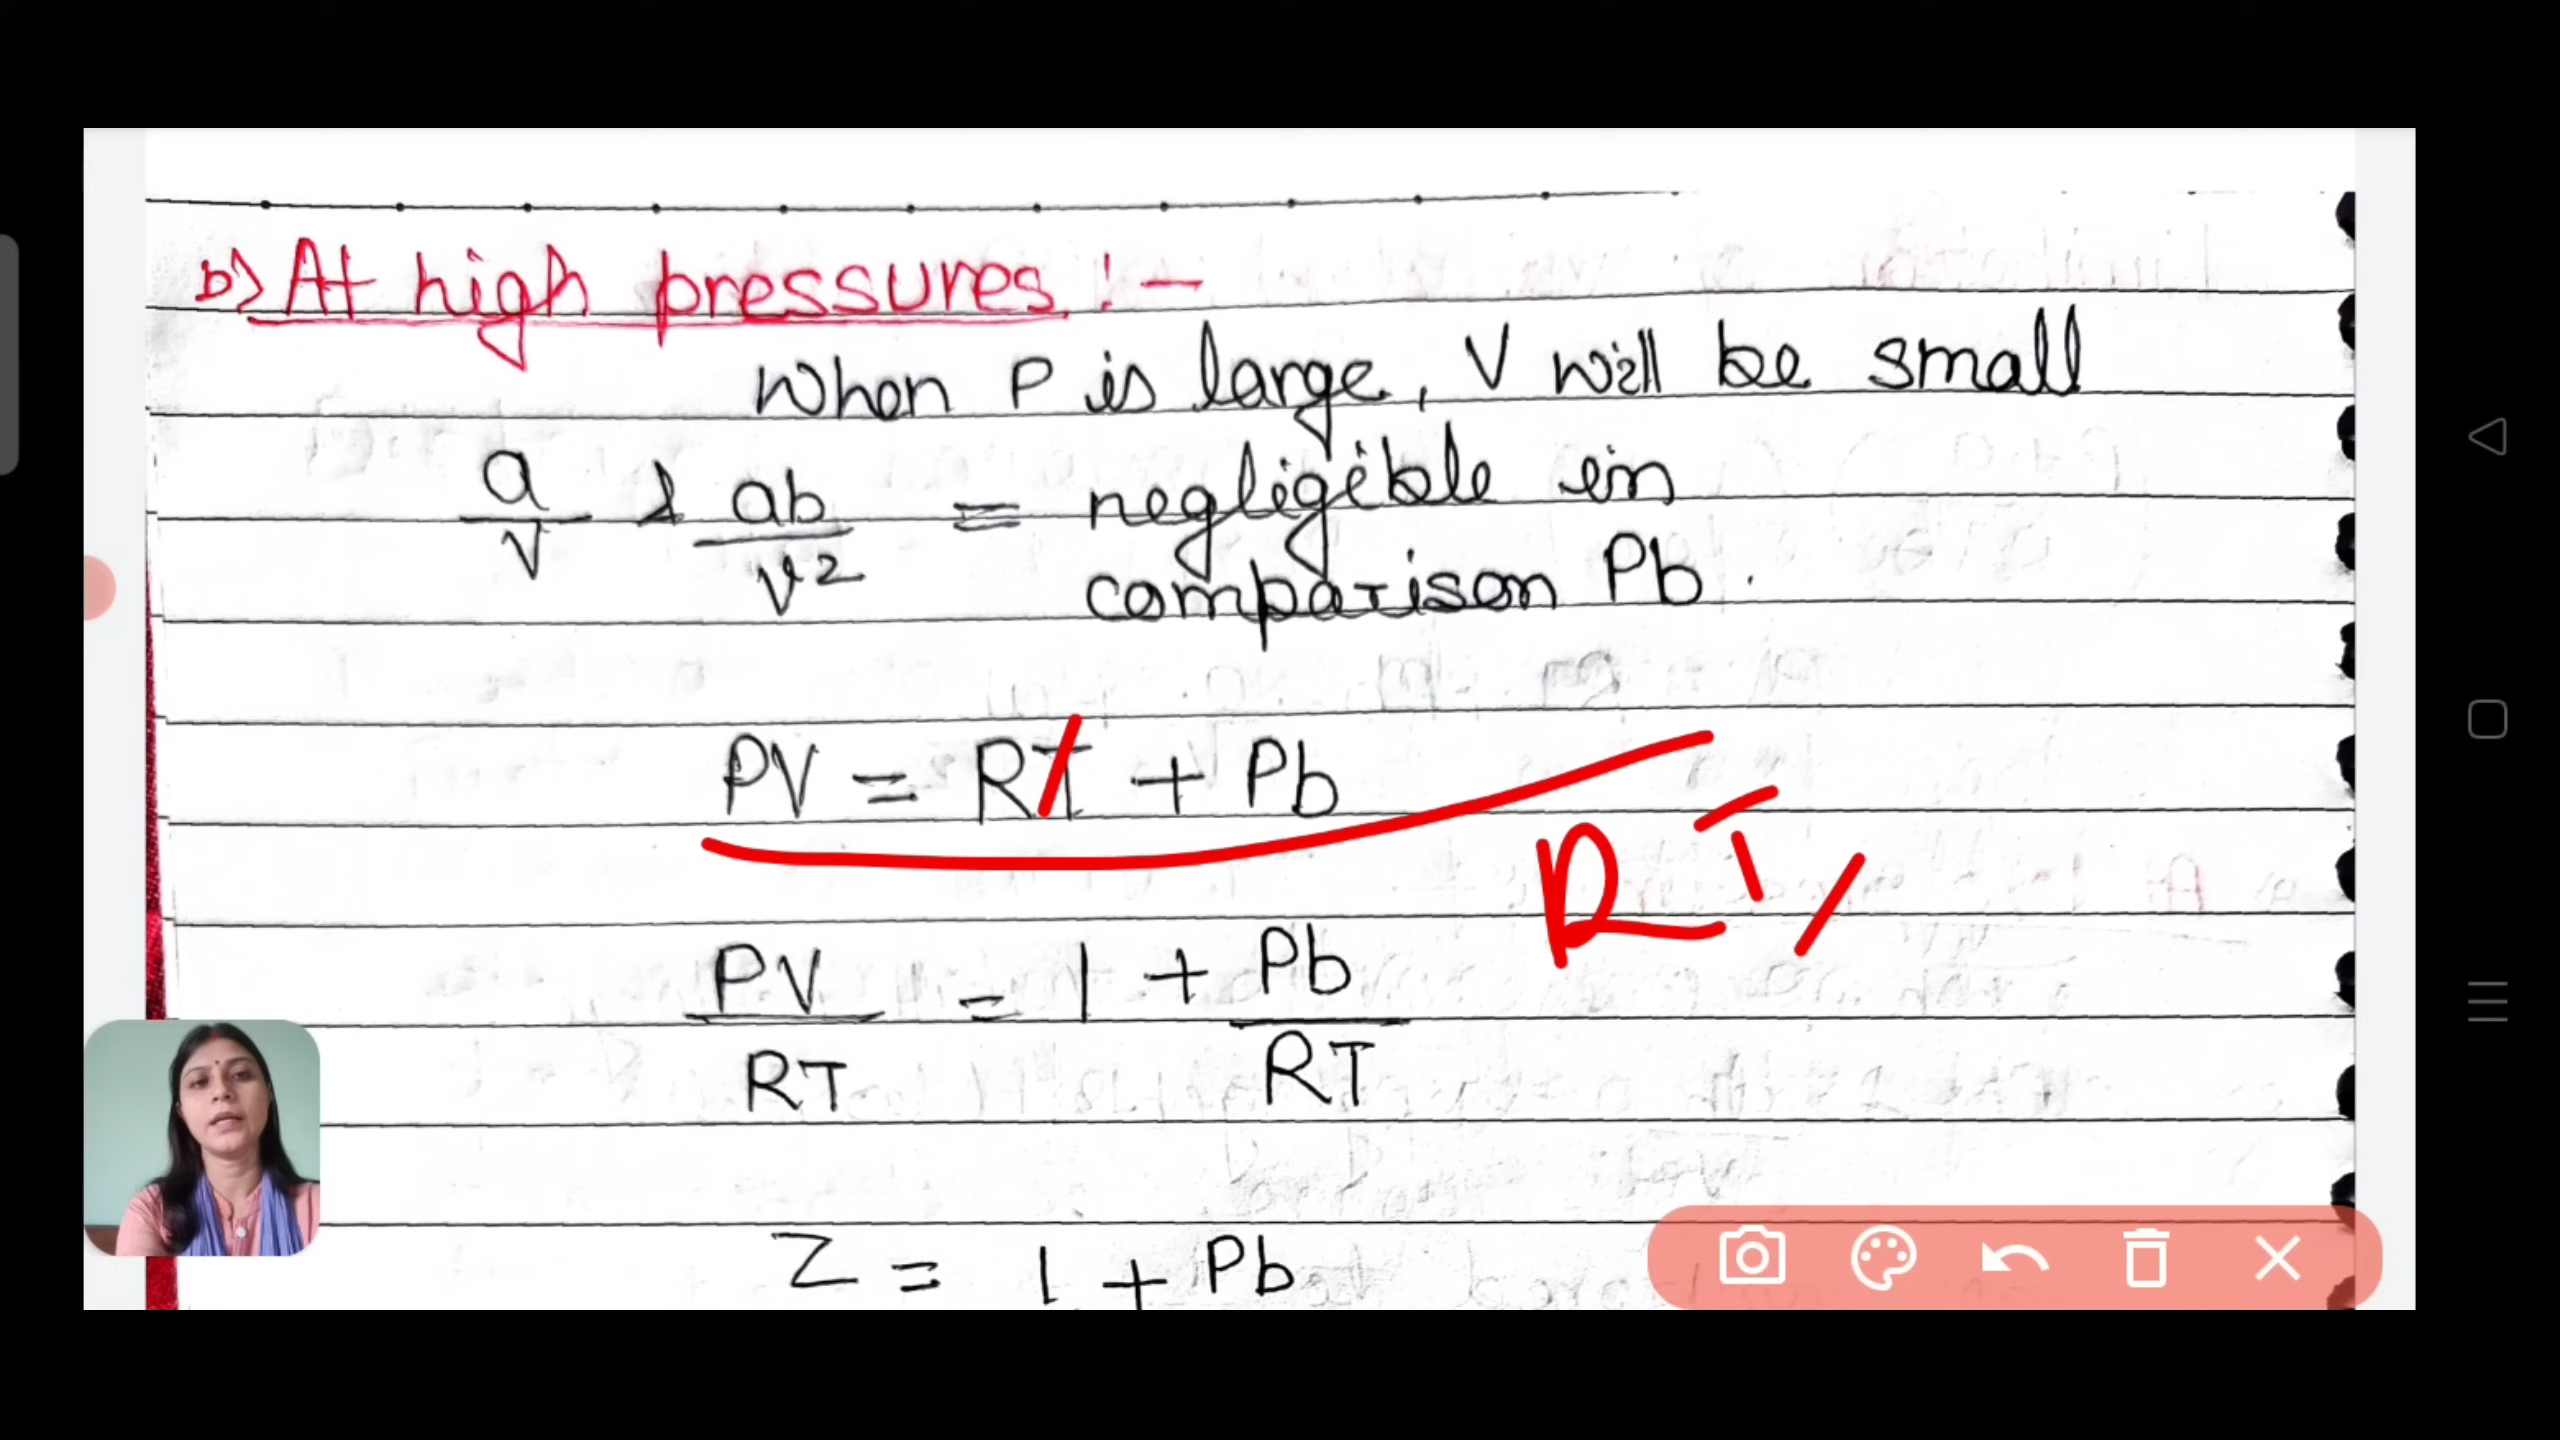 b) At high pressures :-
When P is large, V will be small
a/V & ab/V² = negligible in
comparison Pb.
PV = RT + Pb
RT
PV/RT = 1 + Pb/RT
Z = 1 + Pb